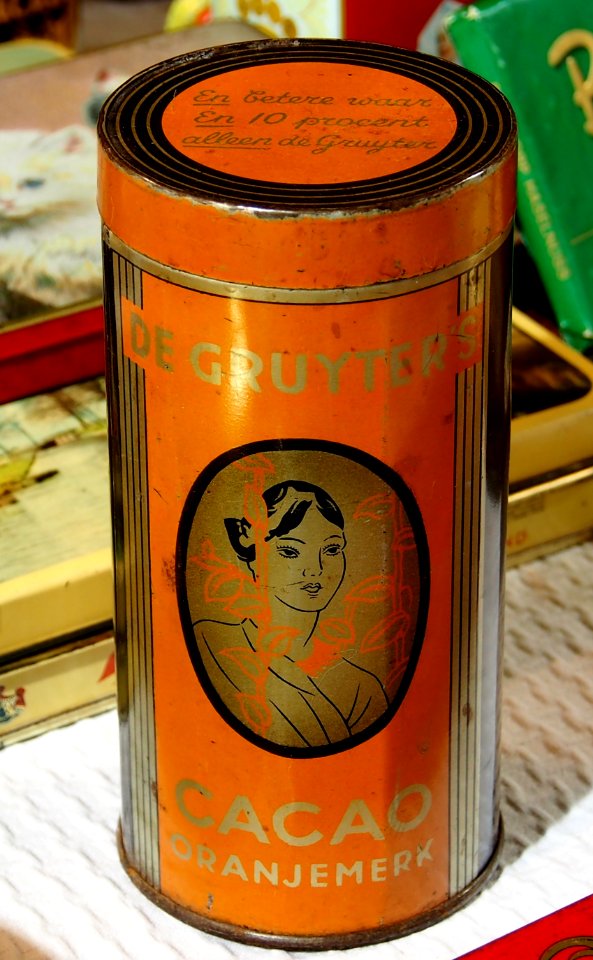 En betere waar
En 10 procent
alleen de Gruyter
DE GRUYTER'S
CACAO
ORANJEMERK